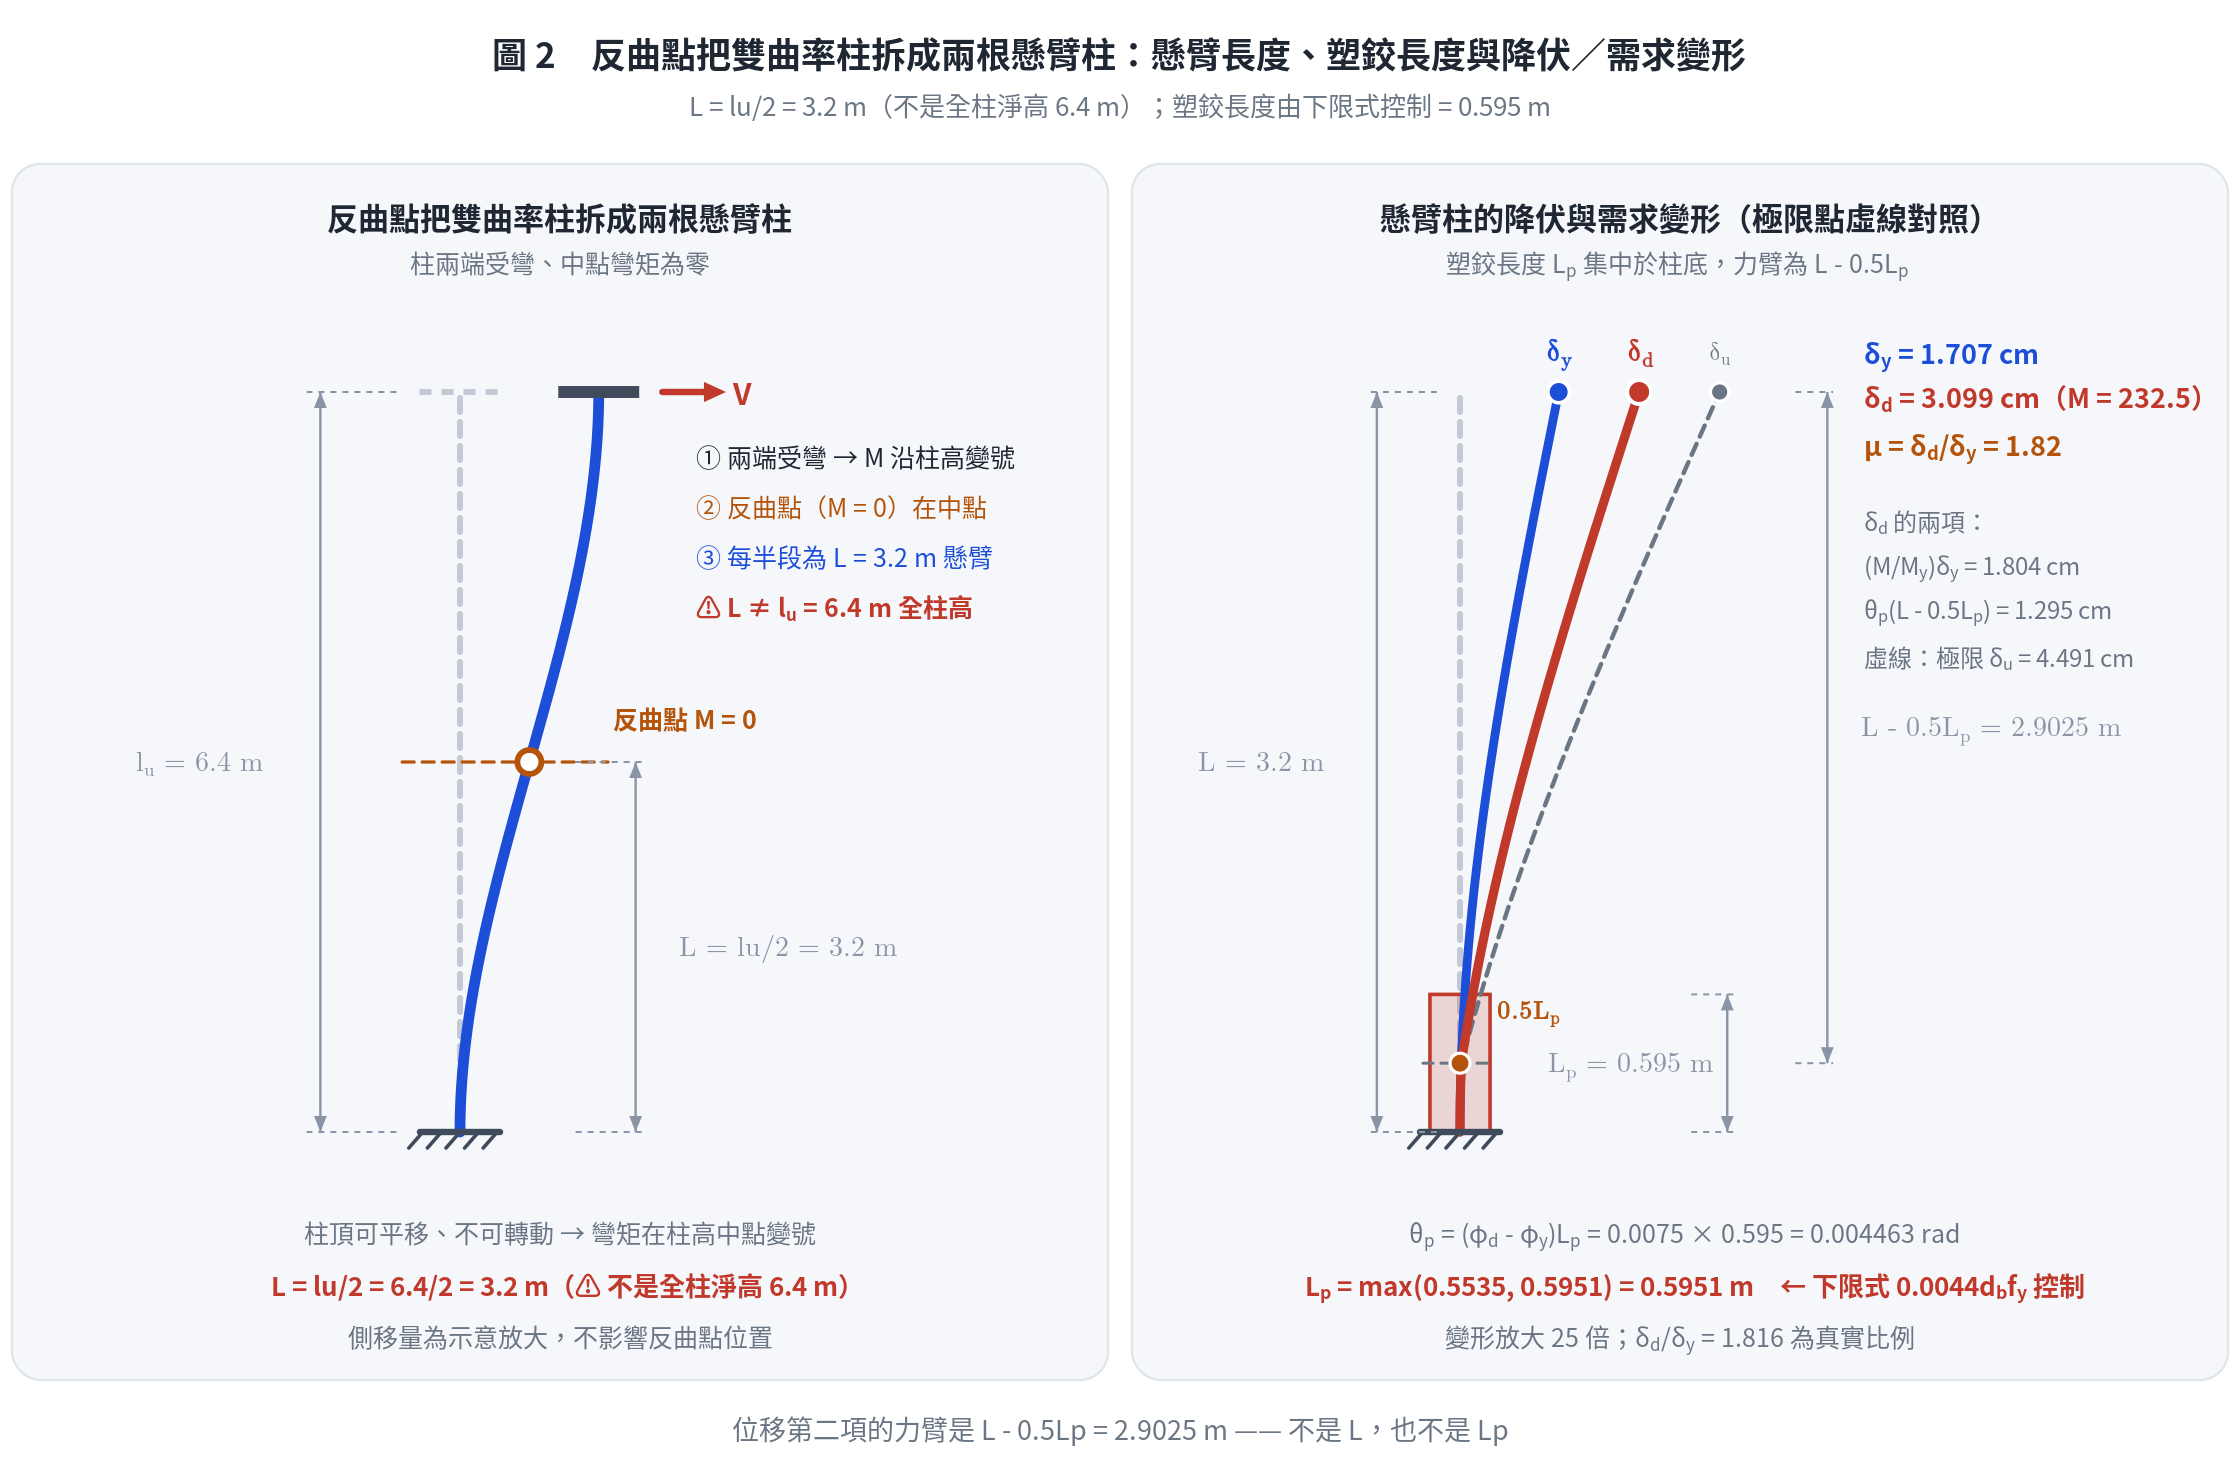 圖 2　反曲點把雙曲率柱拆成兩根懸臂柱：懸臂長度、塑鉸長度與降伏／需求變形
L = lu/2 = 3.2 m（不是全柱淨高 6.4 m）；塑鉸長度由下限式控制 = 0.595 m
反曲點把雙曲率柱拆成兩根懸臂柱
柱兩端受彎、中點彎矩為零
V
① 兩端受彎 → M 沿柱高變號
② 反曲點（M = 0）在中點
③ 每半段為 L = 3.2 m 懸臂
⚠ L ≠ lu = 6.4 m 全柱高
反曲點 M = 0
lu = 6.4 m
L = lu/2 = 3.2 m
柱頂可平移、不可轉動 → 彎矩在柱高中點變號
L = lu/2 = 6.4/2 = 3.2 m（⚠ 不是全柱淨高 6.4 m）
側移量為示意放大，不影響反曲點位置
懸臂柱的降伏與需求變形（極限點虛線對照）
塑鉸長度 Lp 集中於柱底，力臂為 L - 0.5Lp
δy
δd
δu
δy = 1.707 cm
δd = 3.099 cm（M = 232.5）
μ = δd/δy = 1.82
δd 的兩項：
(M/My)δy = 1.804 cm
θp(L - 0.5Lp) = 1.295 cm
虛線：極限 δu = 4.491 cm
L - 0.5Lp = 2.9025 m
L = 3.2 m
0.5Lp
Lp = 0.595 m
θp = (ϕd - ϕy)Lp = 0.0075 × 0.595 = 0.004463 rad
Lp = max(0.5535, 0.5951) = 0.5951 m　← 下限式 0.0044dbfy 控制
變形放大 25 倍；δd/δy = 1.816 為真實比例
位移第二項的力臂是 L - 0.5Lp = 2.9025 m —— 不是 L，也不是 Lp